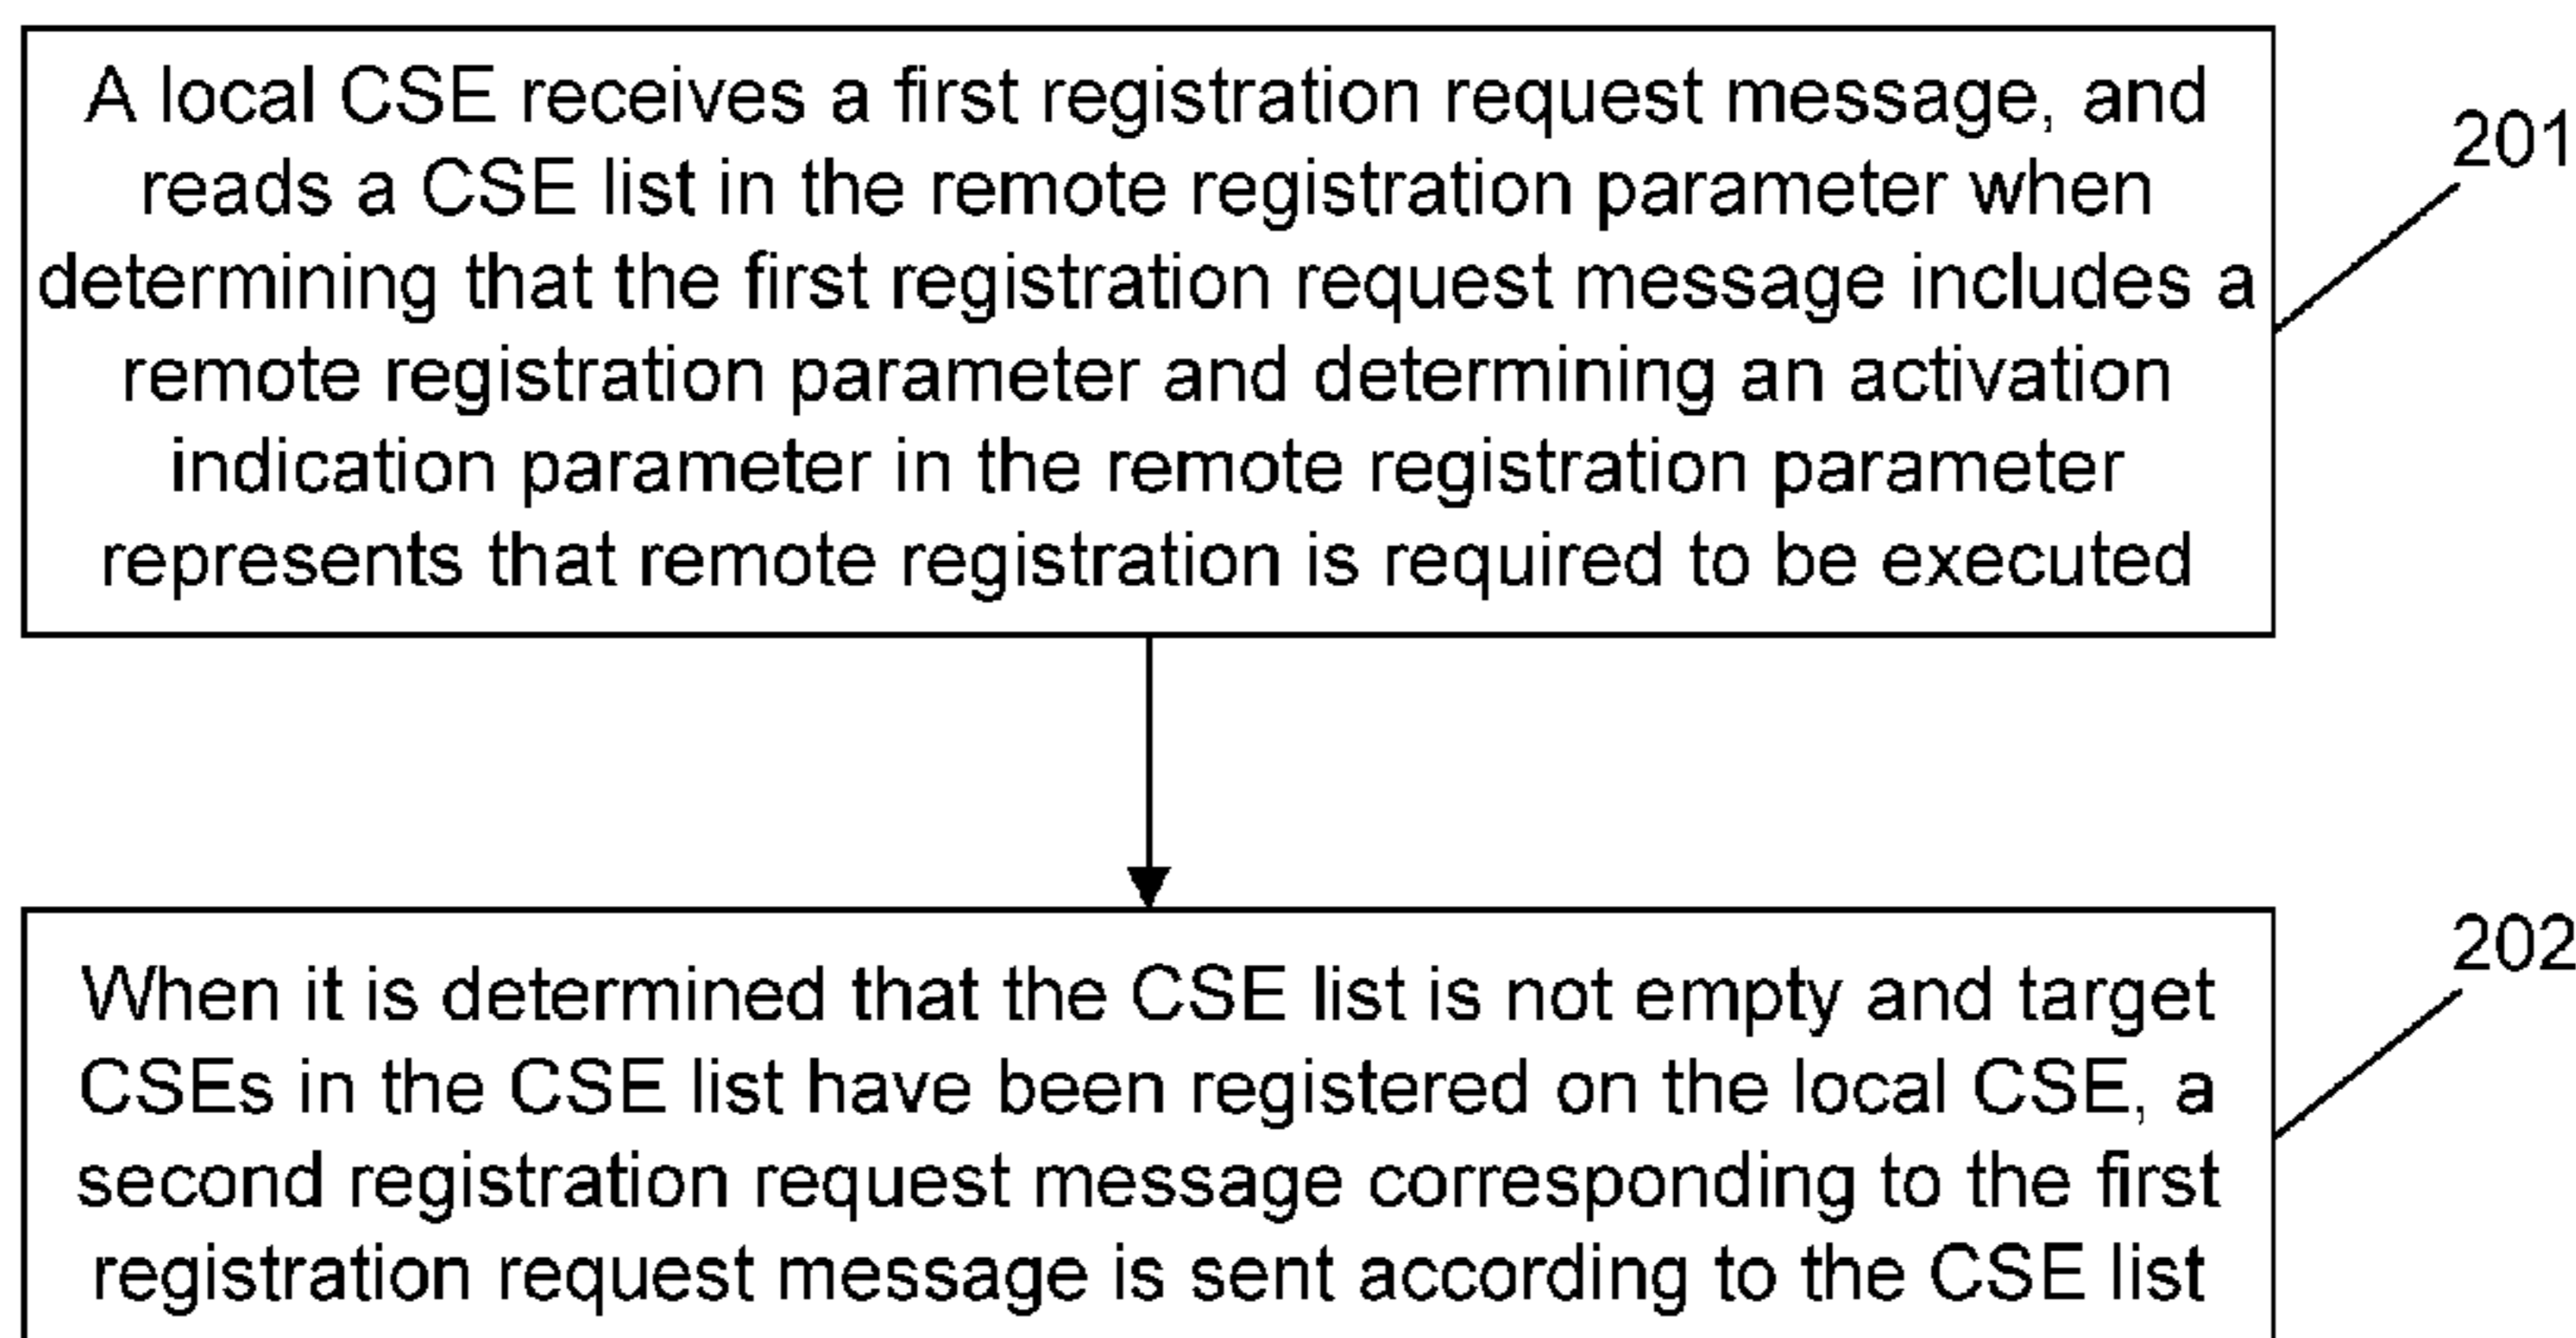 A local CSE receives a first registration request message, and
reads a CSE list in the remote registration parameter when
determining that the first registration request message includes a
remote registration parameter and determining an activation
indication parameter in the remote registration parameter
represents that remote registration is required to be executed
201
When it is determined that the CSE list is not empty and target
CSEs in the CSE list have been registered on the local CSE, a
second registration request message corresponding to the first
registration request message is sent according to the CSE list
202